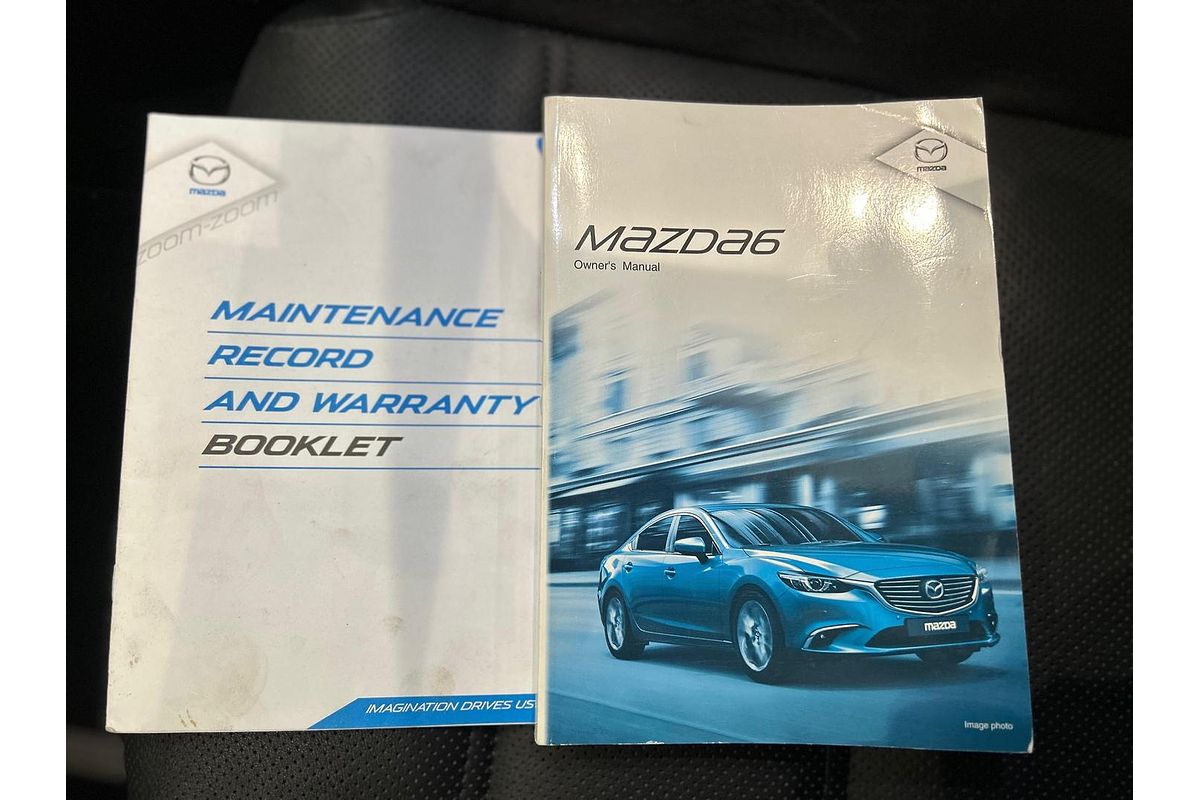 mazda
zoom-zoom
MAINTENANCE
RECORD
AND WARRANTY
BOOKLET
IMAGINATION DRIVES US
mazda
mazda6
Owner's Manual
mazda
Image photo